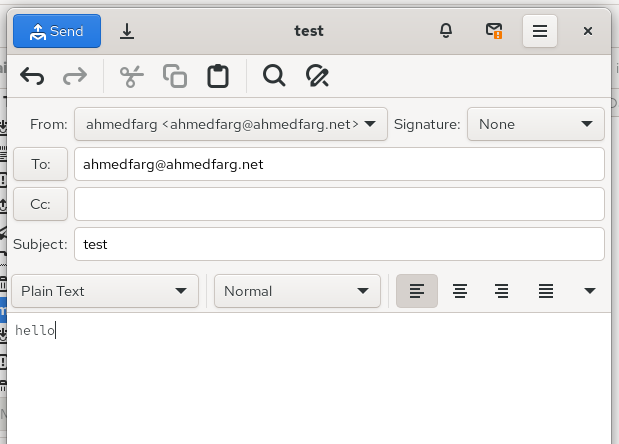 Send
test
From: ahmedfarg <ahmedfarg@ahmedfarg.net> Signature: None
To: ahmedfarg@ahmedfarg.net
Cc:
Subject: test
Plain Text Normal
hello